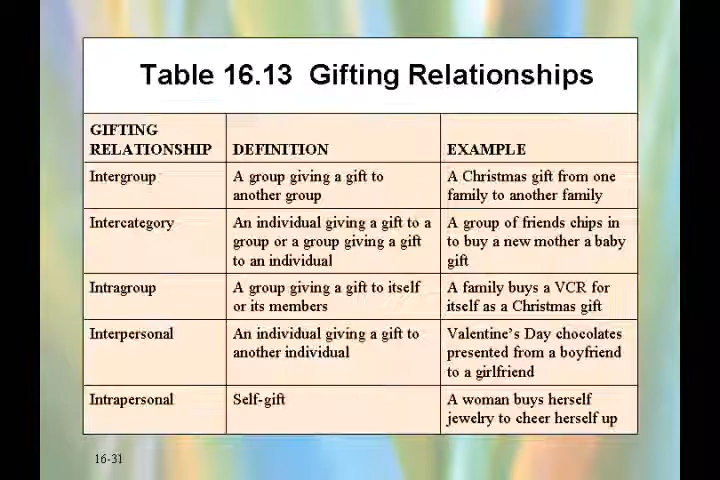 Table 16.13 Gifting Relationships
GIFTING
RELATIONSHIP
DEFINITION
EXAMPLE
Intergroup
A group giving a gift to
another group
A Christmas gift from one
family to another family
Intercategory
An individual giving a gift to a
group or a group giving a gift
to an individual
A group of friends chips in
to buy a new mother a baby
gift
Intragroup
A group giving a gift to itself
or its members
A family buys a VCR for
itself as a Christmas gift
Interpersonal
An individual giving a gift to
another individual
Valentine's Day chocolates
presented from a boyfriend
to a girlfriend
Intrapersonal
Self-gift
A woman buys herself
jewelry to cheer herself up
16-31